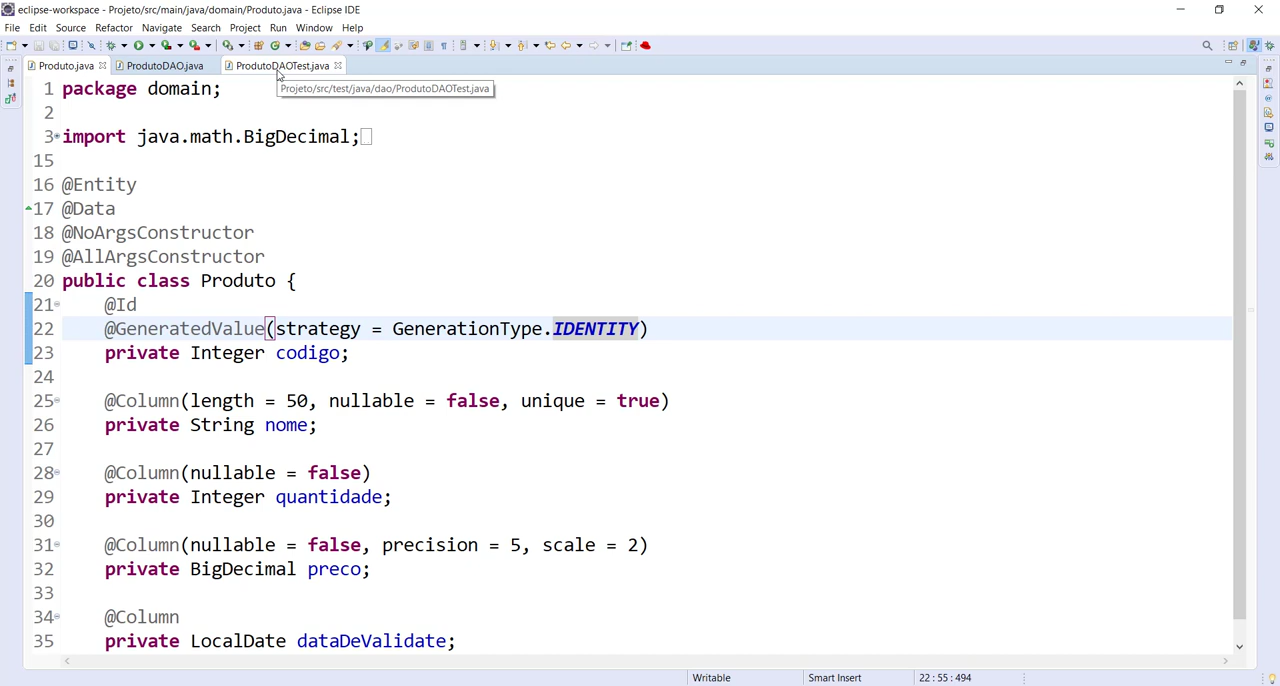 eclipse-workspace - Projeto/src/main/java/domain/Produto.java - Eclipse IDE
File Edit Source Refactor Navigate Search Project Run Window Help
Produto.java ProdutoDAO.java ProdutoDAOTest.java
Projeto/src/test/java/dao/ProdutoDAOTest.java
1 package domain;
2
3 import java.math.BigDecimal;
15
16 @Entity
17 @Data
18 @NoArgsConstructor
19 @AllArgsConstructor
20 public class Produto {
21 @Id
22 @GeneratedValue(strategy = GenerationType.IDENTITY)
23 private Integer codigo;
24
25 @Column(length = 50, nullable = false, unique = true)
26 private String nome;
27
28 @Column(nullable = false)
29 private Integer quantidade;
30
31 @Column(nullable = false, precision = 5, scale = 2)
32 private BigDecimal preco;
33
34 @Column
35 private LocalDate dataDeValidate;
Writable Smart Insert 22 : 55 : 494